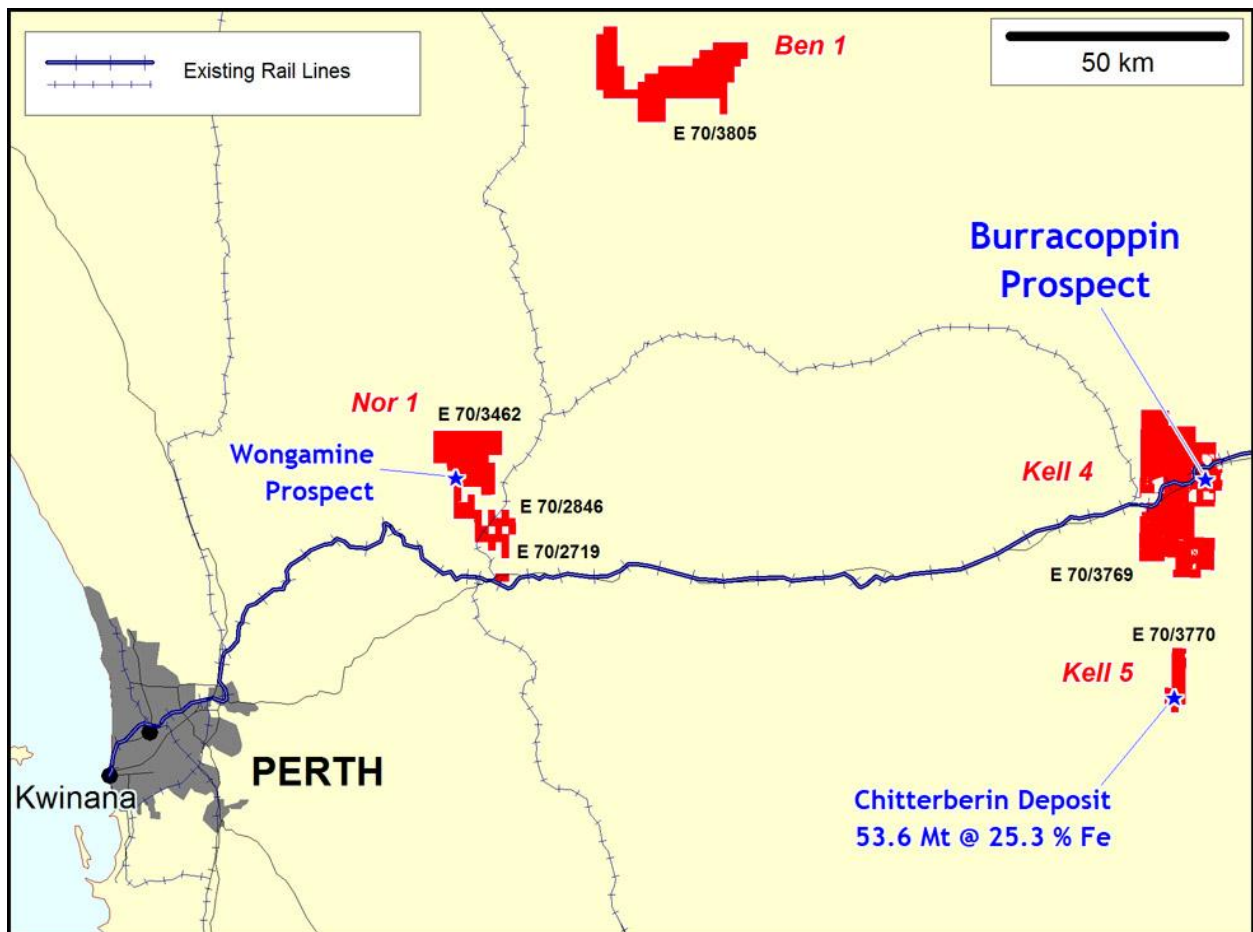 Existing Rail Lines
Ben 1
50 km
E 70/3805
Burracoppin
Prospect
Nor 1
E 70/3462
Wongamine
Prospect
Kell 4
E 70/2846
E 70/2719
E 70/3769
E 70/3770
Kell 5
PERTH
Kwinana
Chitterberin Deposit
53.6 Mt @ 25.3 % Fe